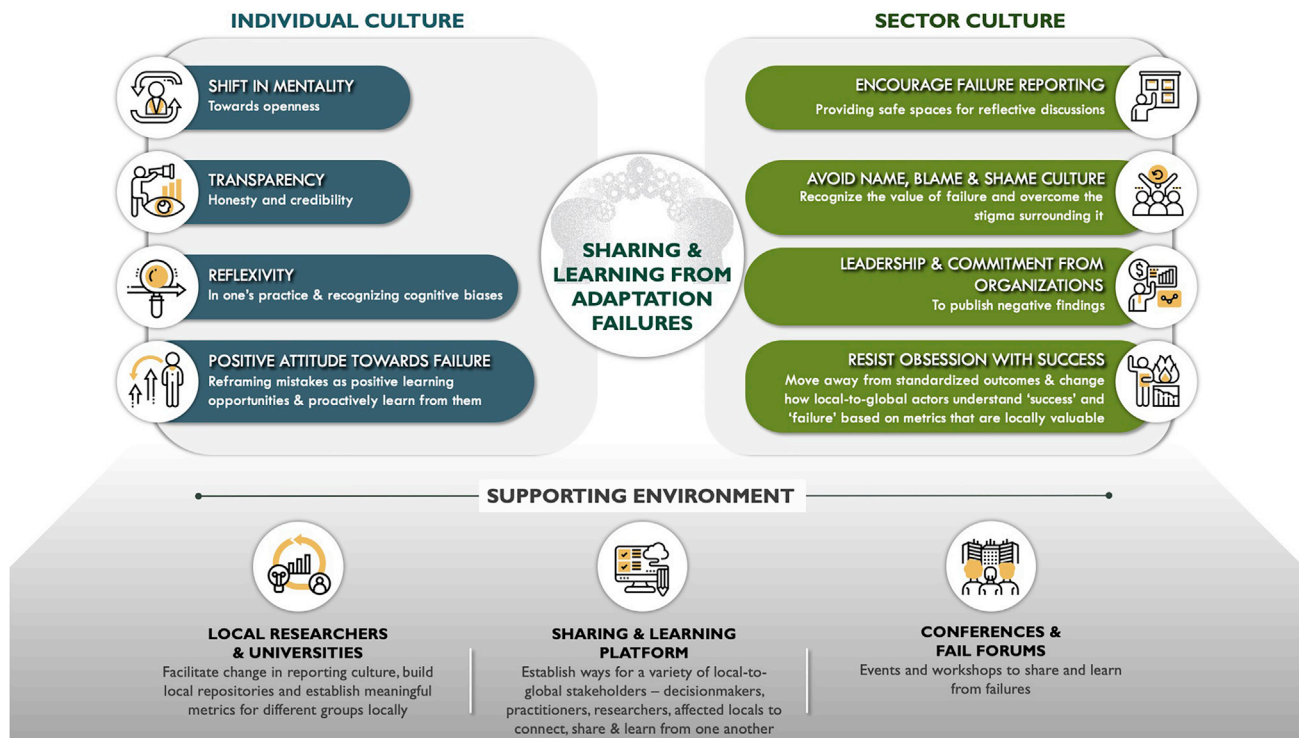 INDIVIDUAL CULTURE
SHIFT IN MENTALITY
Towards openness
TRANSPARENCY
Honesty and credibility
REFLEXIVITY
In one's practice & recognizing cognitive biases
POSITIVE ATTITUDE TOWARDS FAILURE
Reframing mistakes as positive learning
opportunities & proactively learn from them
SHARING &
LEARNING FROM
ADAPTATION
FAILURES
SECTOR CULTURE
ENCOURAGE FAILURE REPORTING
Providing safe spaces for reflective discussions
AVOID NAME, BLAME & SHAME CULTURE
Recognize the value of failure and overcome the
stigma surrounding it
LEADERSHIP & COMMITMENT FROM
ORGANIZATIONS
To publish negative findings
RESIST OBSESSION WITH SUCCESS
Move away from standardized outcomes & change
how local-to-global actors understand 'success' and
'failure' based on metrics that are locally valuable
SUPPORTING ENVIRONMENT
LOCAL RESEARCHERS
& UNIVERSITIES
Facilitate change in reporting culture, build
local repositories and establish meaningful
metrics for different groups locally
SHARING & LEARNING
PLATFORM
Establish ways for a variety of local-to-
global stakeholders – decisionmakers,
practitioners, researchers, affected locals to
connect, share & learn from one another
CONFERENCES &
FAIL FORUMS
Events and workshops to share and learn
from failures